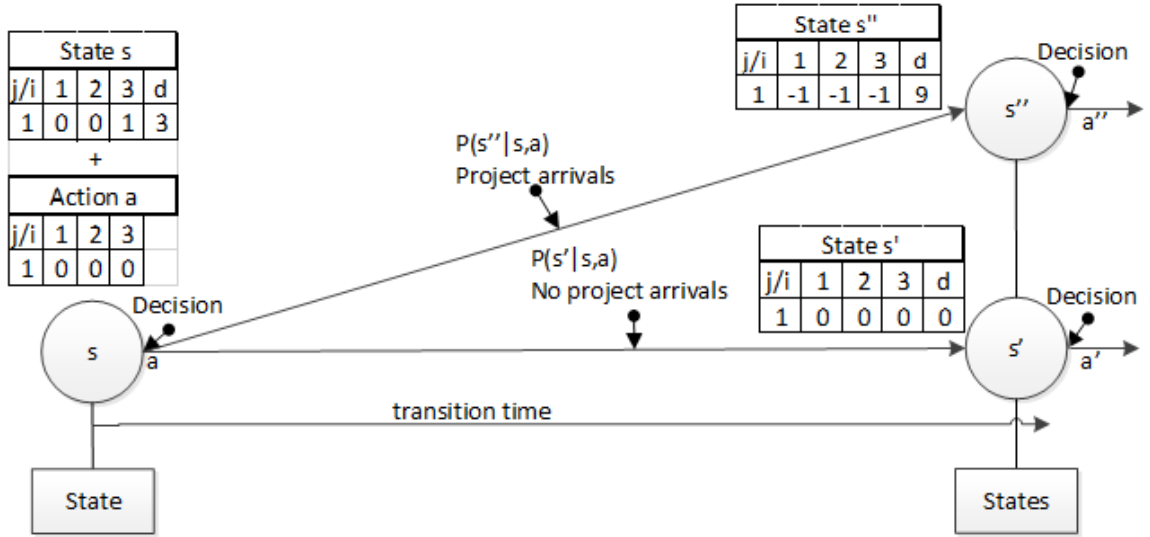 State s
j/i 1 2 3 d
1 0 0 1 3
+
Action a
j/i 1 2 3
1 0 0 0
State s''
j/i 1 2 3 d
1 -1 -1 -1 9
Decision
s''
a''
P(s''|s,a)
Project arrivals
P(s'|s,a)
No project arrivals
State s'
j/i 1 2 3 d
1 0 0 0 0
Decision
s'
a'
Decision
s
a
transition time
State
States